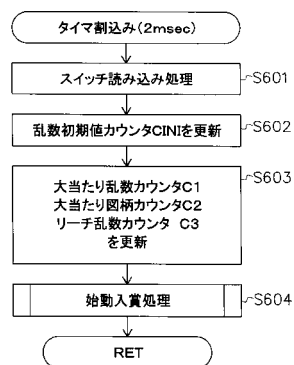 タイマ割込み(2msec)
スイッチ読み込み処理
S601
乱数初期値カウンタCINIを更新
S602
大当たり乱数カウンタC1
大当たり図柄カウンタC2
リーチ乱数カウンタ C3
を更新
S603
始動入賞処理
S604
RET